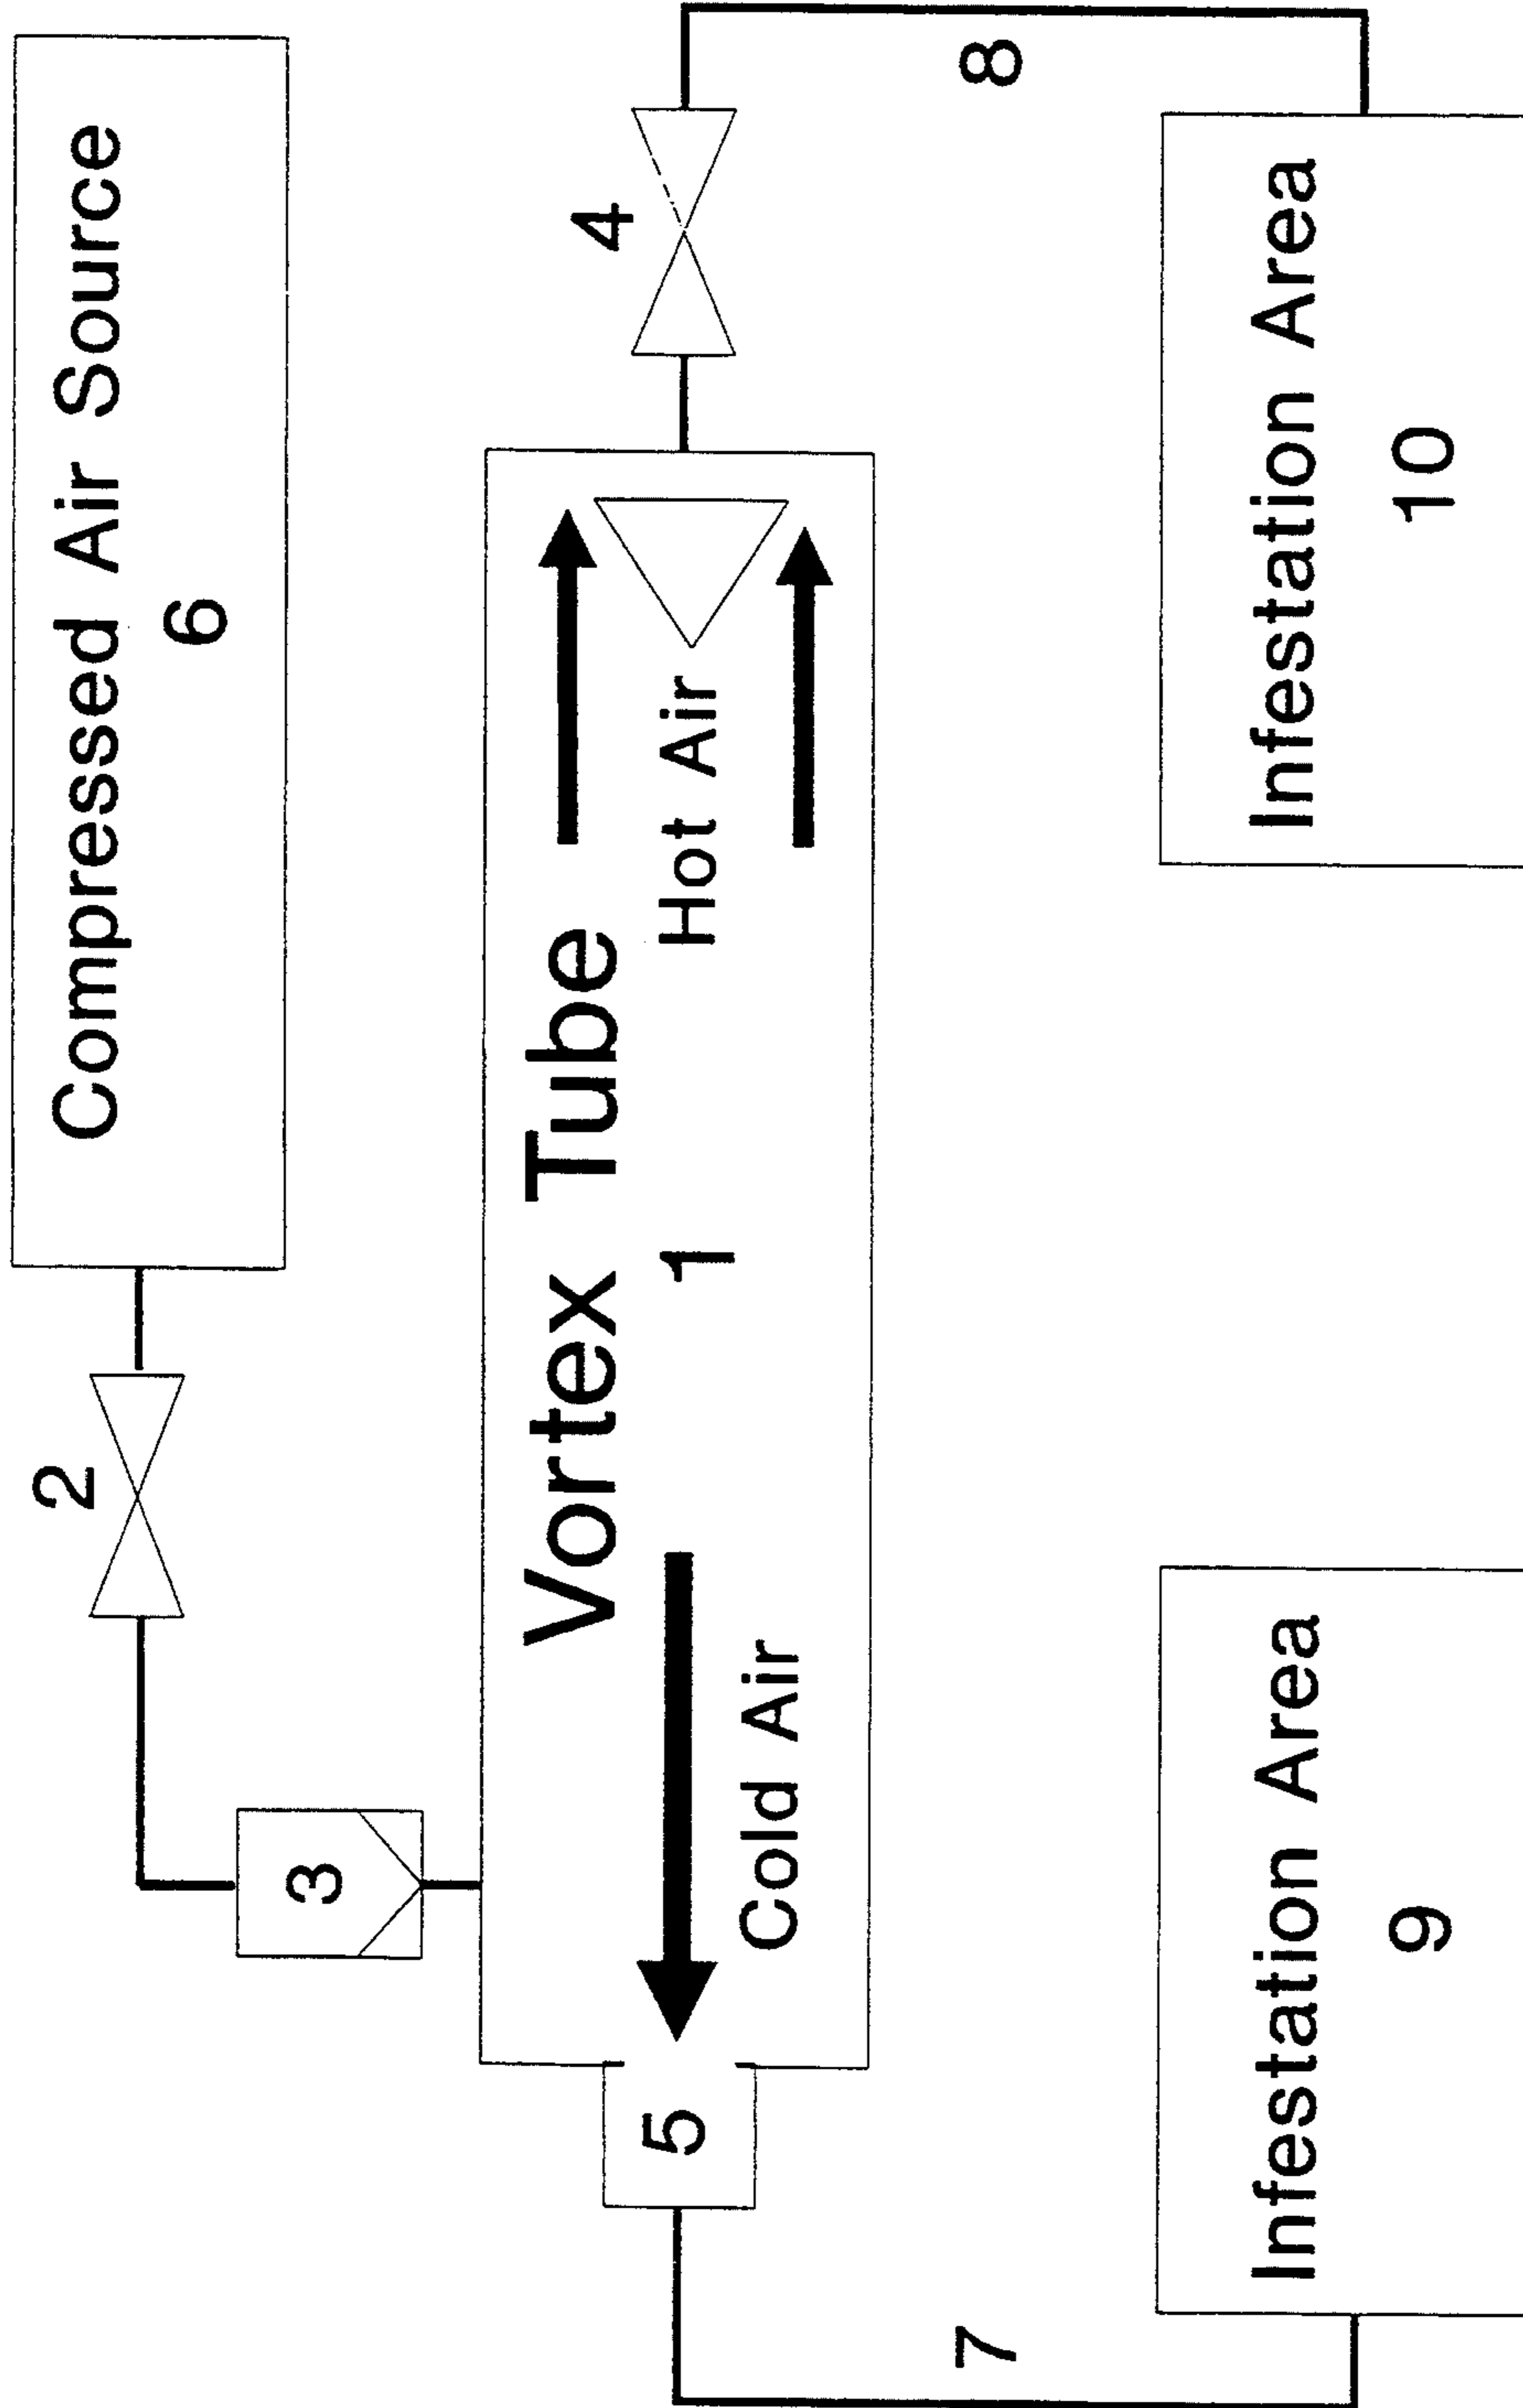 Compressed Air Source
6
2
3
4
Vortex Tube
1
Hot Air
Cold Air
5
8
7
Infestation Area
9
Infestation Area
10